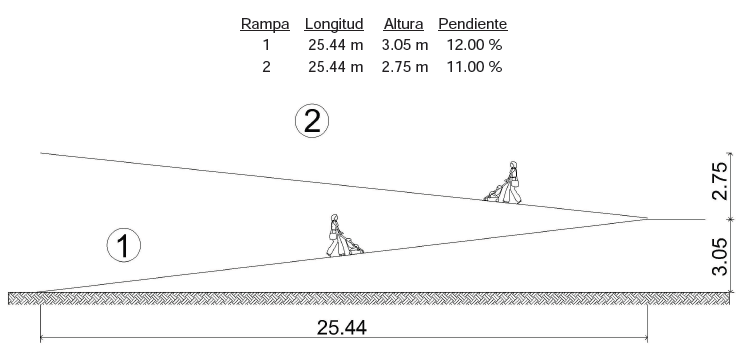 Rampa Longitud Altura Pendiente
1 25.44 m 3.05 m 12.00 %
2 25.44 m 2.75 m 11.00 %
2
2.75
1
3.05
25.44